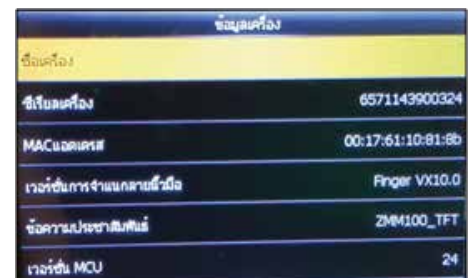 ข้อมูลเครื่อง
ชื่อเครื่อง
ซีเรียลเครื่อง 6571143900324
MACแอดเดรส 00:17:61:10:81:8b
เวอร์ชั่นการจำแนกลายนิ้วมือ Finger VX10.0
ข้อความประชาสัมพันธ์ ZMM100_TFT
เวอร์ชั่น MCU 24